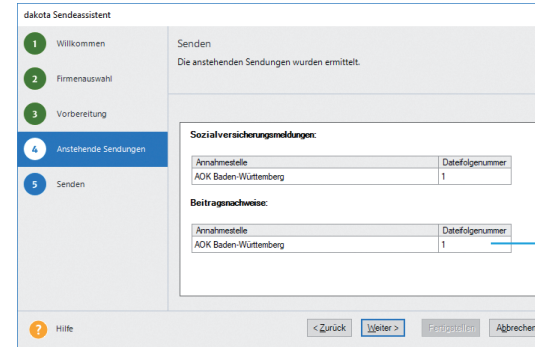 dakota Sendeassistent
1 Willkommen
2 Firmenauswahl
3 Vorbereitung
4 Anstehende Sendungen
5 Senden
Senden
Die anstehenden Sendungen wurden ermittelt.
Sozialversicherungsmeldungen:
Annahmestelle Dateifolgenummer
AOK Baden-Württemberg 1
Beitragsnachweise:
Annahmestelle Dateifolgenummer
AOK Baden-Württemberg 1
? Hilfe < Zurück Weiter > Fertigstellen Abbrechen